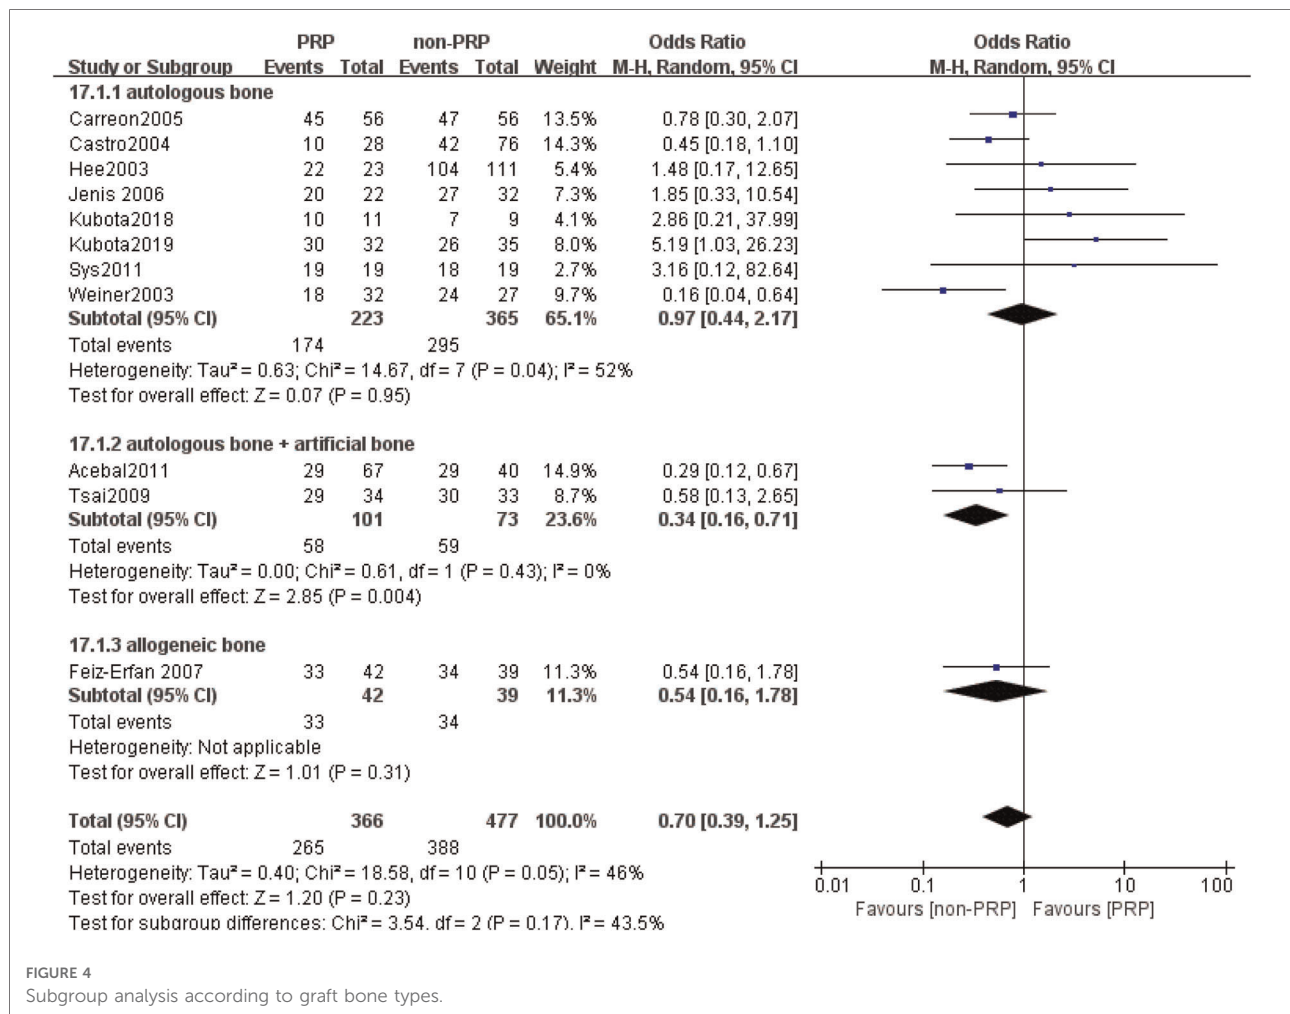 PRP non-PRP Odds Ratio Odds Ratio
Study or Subgroup Events Total Events Total Weight M-H, Random, 95% CI M-H, Random, 95% CI
17.1.1 autologous bone
Carreon2005 45 56 47 56 13.5% 0.78 [0.30, 2.07]
Castro2004 10 28 42 76 14.3% 0.45 [0.18, 1.10]
Hee2003 22 23 104 111 5.4% 1.48 [0.17, 12.65]
Jenis 2006 20 22 27 32 7.3% 1.85 [0.33, 10.54]
Kubota2018 10 11 7 9 4.1% 2.86 [0.21, 37.99]
Kubota2019 30 32 26 35 8.0% 5.19 [1.03, 26.23]
Sys2011 19 19 18 19 2.7% 3.16 [0.12, 82.64]
Weiner2003 18 32 24 27 9.7% 0.16 [0.04, 0.64]
Subtotal (95% CI) 223 365 65.1% 0.97 [0.44, 2.17]
Total events 174 295
Heterogeneity: Tau² = 0.63; Chi² = 14.67, df = 7 (P = 0.04); I² = 52%
Test for overall effect: Z = 0.07 (P = 0.95)
17.1.2 autologous bone + artificial bone
Acebal2011 29 67 29 40 14.9% 0.29 [0.12, 0.67]
Tsai2009 29 34 30 33 8.7% 0.58 [0.13, 2.65]
Subtotal (95% CI) 101 73 23.6% 0.34 [0.16, 0.71]
Total events 58 59
Heterogeneity: Tau² = 0.00; Chi² = 0.61, df = 1 (P = 0.43); I² = 0%
Test for overall effect: Z = 2.85 (P = 0.004)
17.1.3 allogeneic bone
Feiz-Erfan 2007 33 42 34 39 11.3% 0.54 [0.16, 1.78]
Subtotal (95% CI) 42 39 11.3% 0.54 [0.16, 1.78]
Total events 33 34
Heterogeneity: Not applicable
Test for overall effect: Z = 1.01 (P = 0.31)
Total (95% CI) 366 477 100.0% 0.70 [0.39, 1.25]
Total events 265 388
Heterogeneity: Tau² = 0.40; Chi² = 18.58, df = 10 (P = 0.05); I² = 46%
Test for overall effect: Z = 1.20 (P = 0.23)
Test for subgroup differences: Chi² = 3.54, df = 2 (P = 0.17), I² = 43.5%
0.01 0.1 1 10 100
Favours [non-PRP] Favours [PRP]
FIGURE 4
Subgroup analysis according to graft bone types.